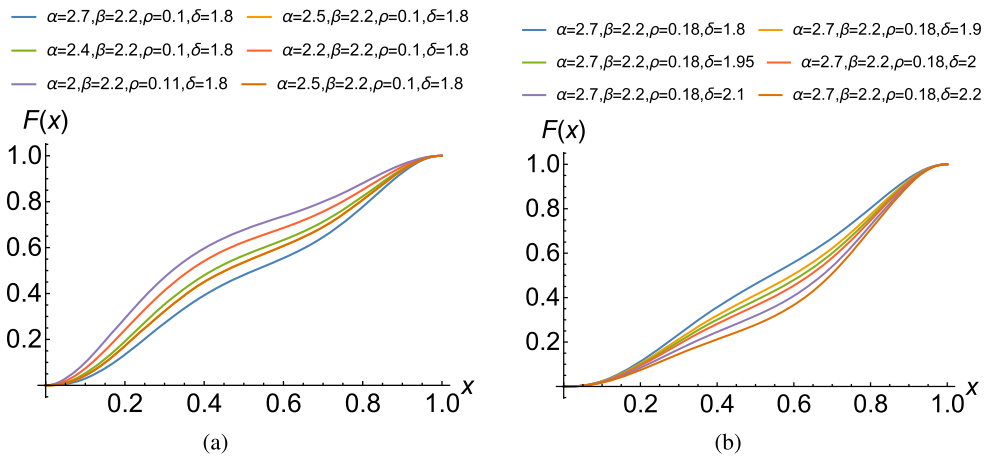 α=2.7,β=2.2,ρ=0.1,δ=1.8 α=2.5,β=2.2,ρ=0.1,δ=1.8
α=2.4,β=2.2,ρ=0.1,δ=1.8 α=2.2,β=2.2,ρ=0.1,δ=1.8
α=2,β=2.2,ρ=0.11,δ=1.8 α=2.5,β=2.2,ρ=0.1,δ=1.8
F(x)
1.0
0.8
0.6
0.4
0.2
0.2 0.4 0.6 0.8 1.0 x
(a)
α=2.7,β=2.2,ρ=0.18,δ=1.8 α=2.7,β=2.2,ρ=0.18,δ=1.9
α=2.7,β=2.2,ρ=0.18,δ=1.95 α=2.7,β=2.2,ρ=0.18,δ=2
α=2.7,β=2.2,ρ=0.18,δ=2.1 α=2.7,β=2.2,ρ=0.18,δ=2.2
F(x)
1.0
0.8
0.6
0.4
0.2
0.2 0.4 0.6 0.8 1.0 x
(b)